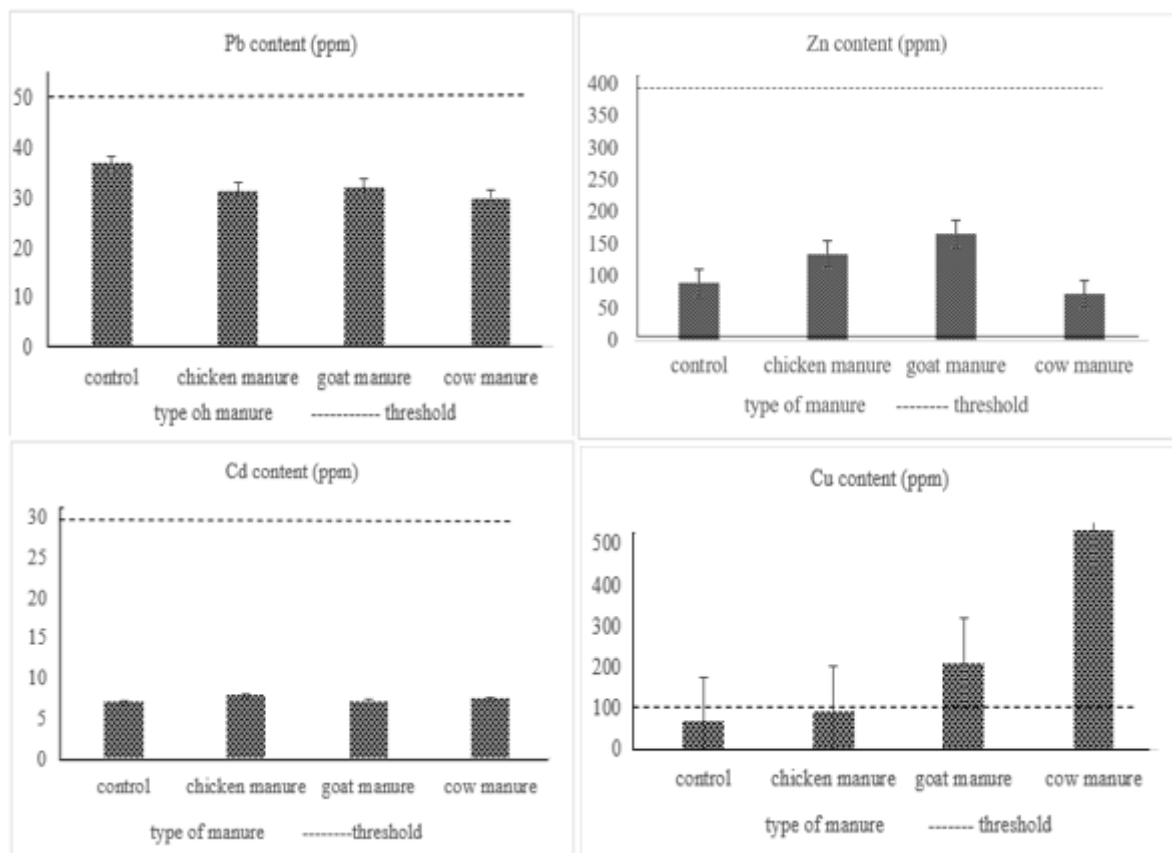 Pb content (ppm)
50
40
30
20
10
0
control chicken manure goat manure cow manure
type oh manure ----------- threshold
Zn content (ppm)
400
350
300
250
200
150
100
50
0
control chicken manure goat manure cow manure
type of manure -------- threshold
Cd content (ppm)
30
25
20
15
10
5
0
control chicken manure goat manure cow manure
type of manure ----------threshold
Cu content (ppm)
500
400
300
200
100
0
control chicken manure goat manure cow manure
type of manure ------- threshold